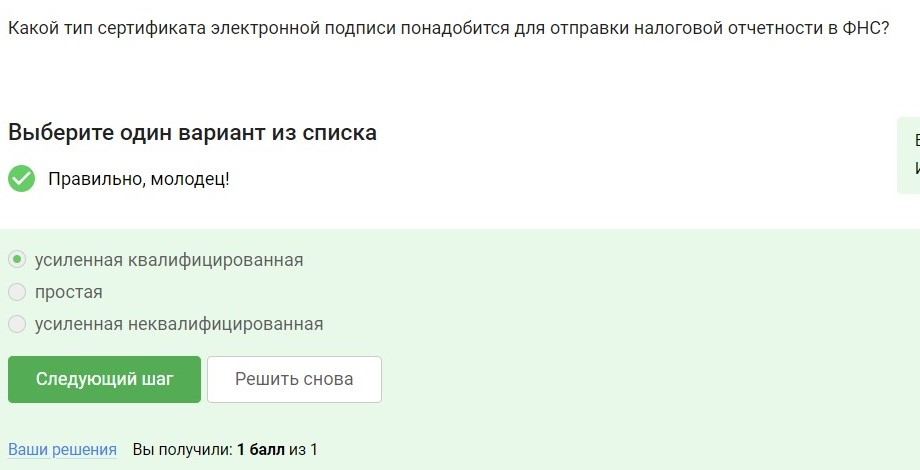 Какой тип сертификата электронной подписи понадобится для отправки налоговой отчетности в ФНС?
Выберите один вариант из списка
Правильно, молодец!
усиленная квалифицированная
простая
усиленная неквалифицированная
Следующий шаг
Решить снова
Ваши решения Вы получили: 1 балл из 1